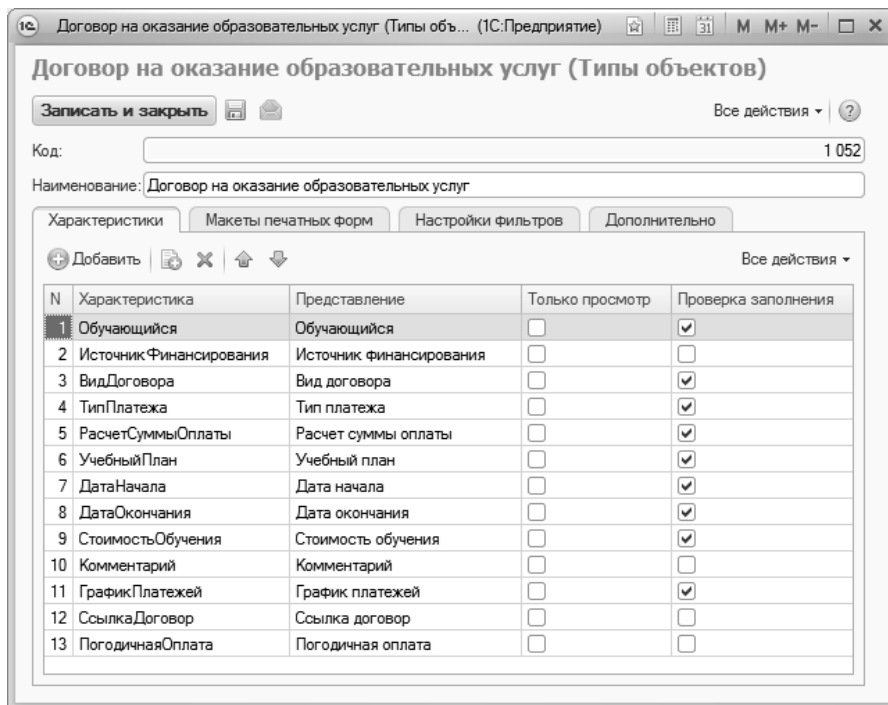 1С Договор на оказание образовательных услуг (Типы объ... (1С:Предприятие) 31 M M+ M-
Договор на оказание образовательных услуг (Типы объектов)
Записать и закрыть Все действия ?
Код: 1 052
Наименование: Договор на оказание образовательных услуг
Характеристики Макеты печатных форм Настройки фильтров Дополнительно
Добавить Все действия
N Характеристика Представление Только просмотр Проверка заполнения
1 Обучающийся Обучающийся
2 ИсточникФинансирования Источник финансирования
3 ВидДоговора Вид договора
4 ТипПлатежа Тип платежа
5 РасчетСуммыОплаты Расчет суммы оплаты
6 УчебныйПлан Учебный план
7 ДатаНачала Дата начала
8 ДатаОкончания Дата окончания
9 СтоимостьОбучения Стоимость обучения
10 Комментарий Комментарий
11 ГрафикПлатежей График платежей
12 СсылкаДоговор Ссылка договор
13 ПогодичнаяОплата Погодичная оплата